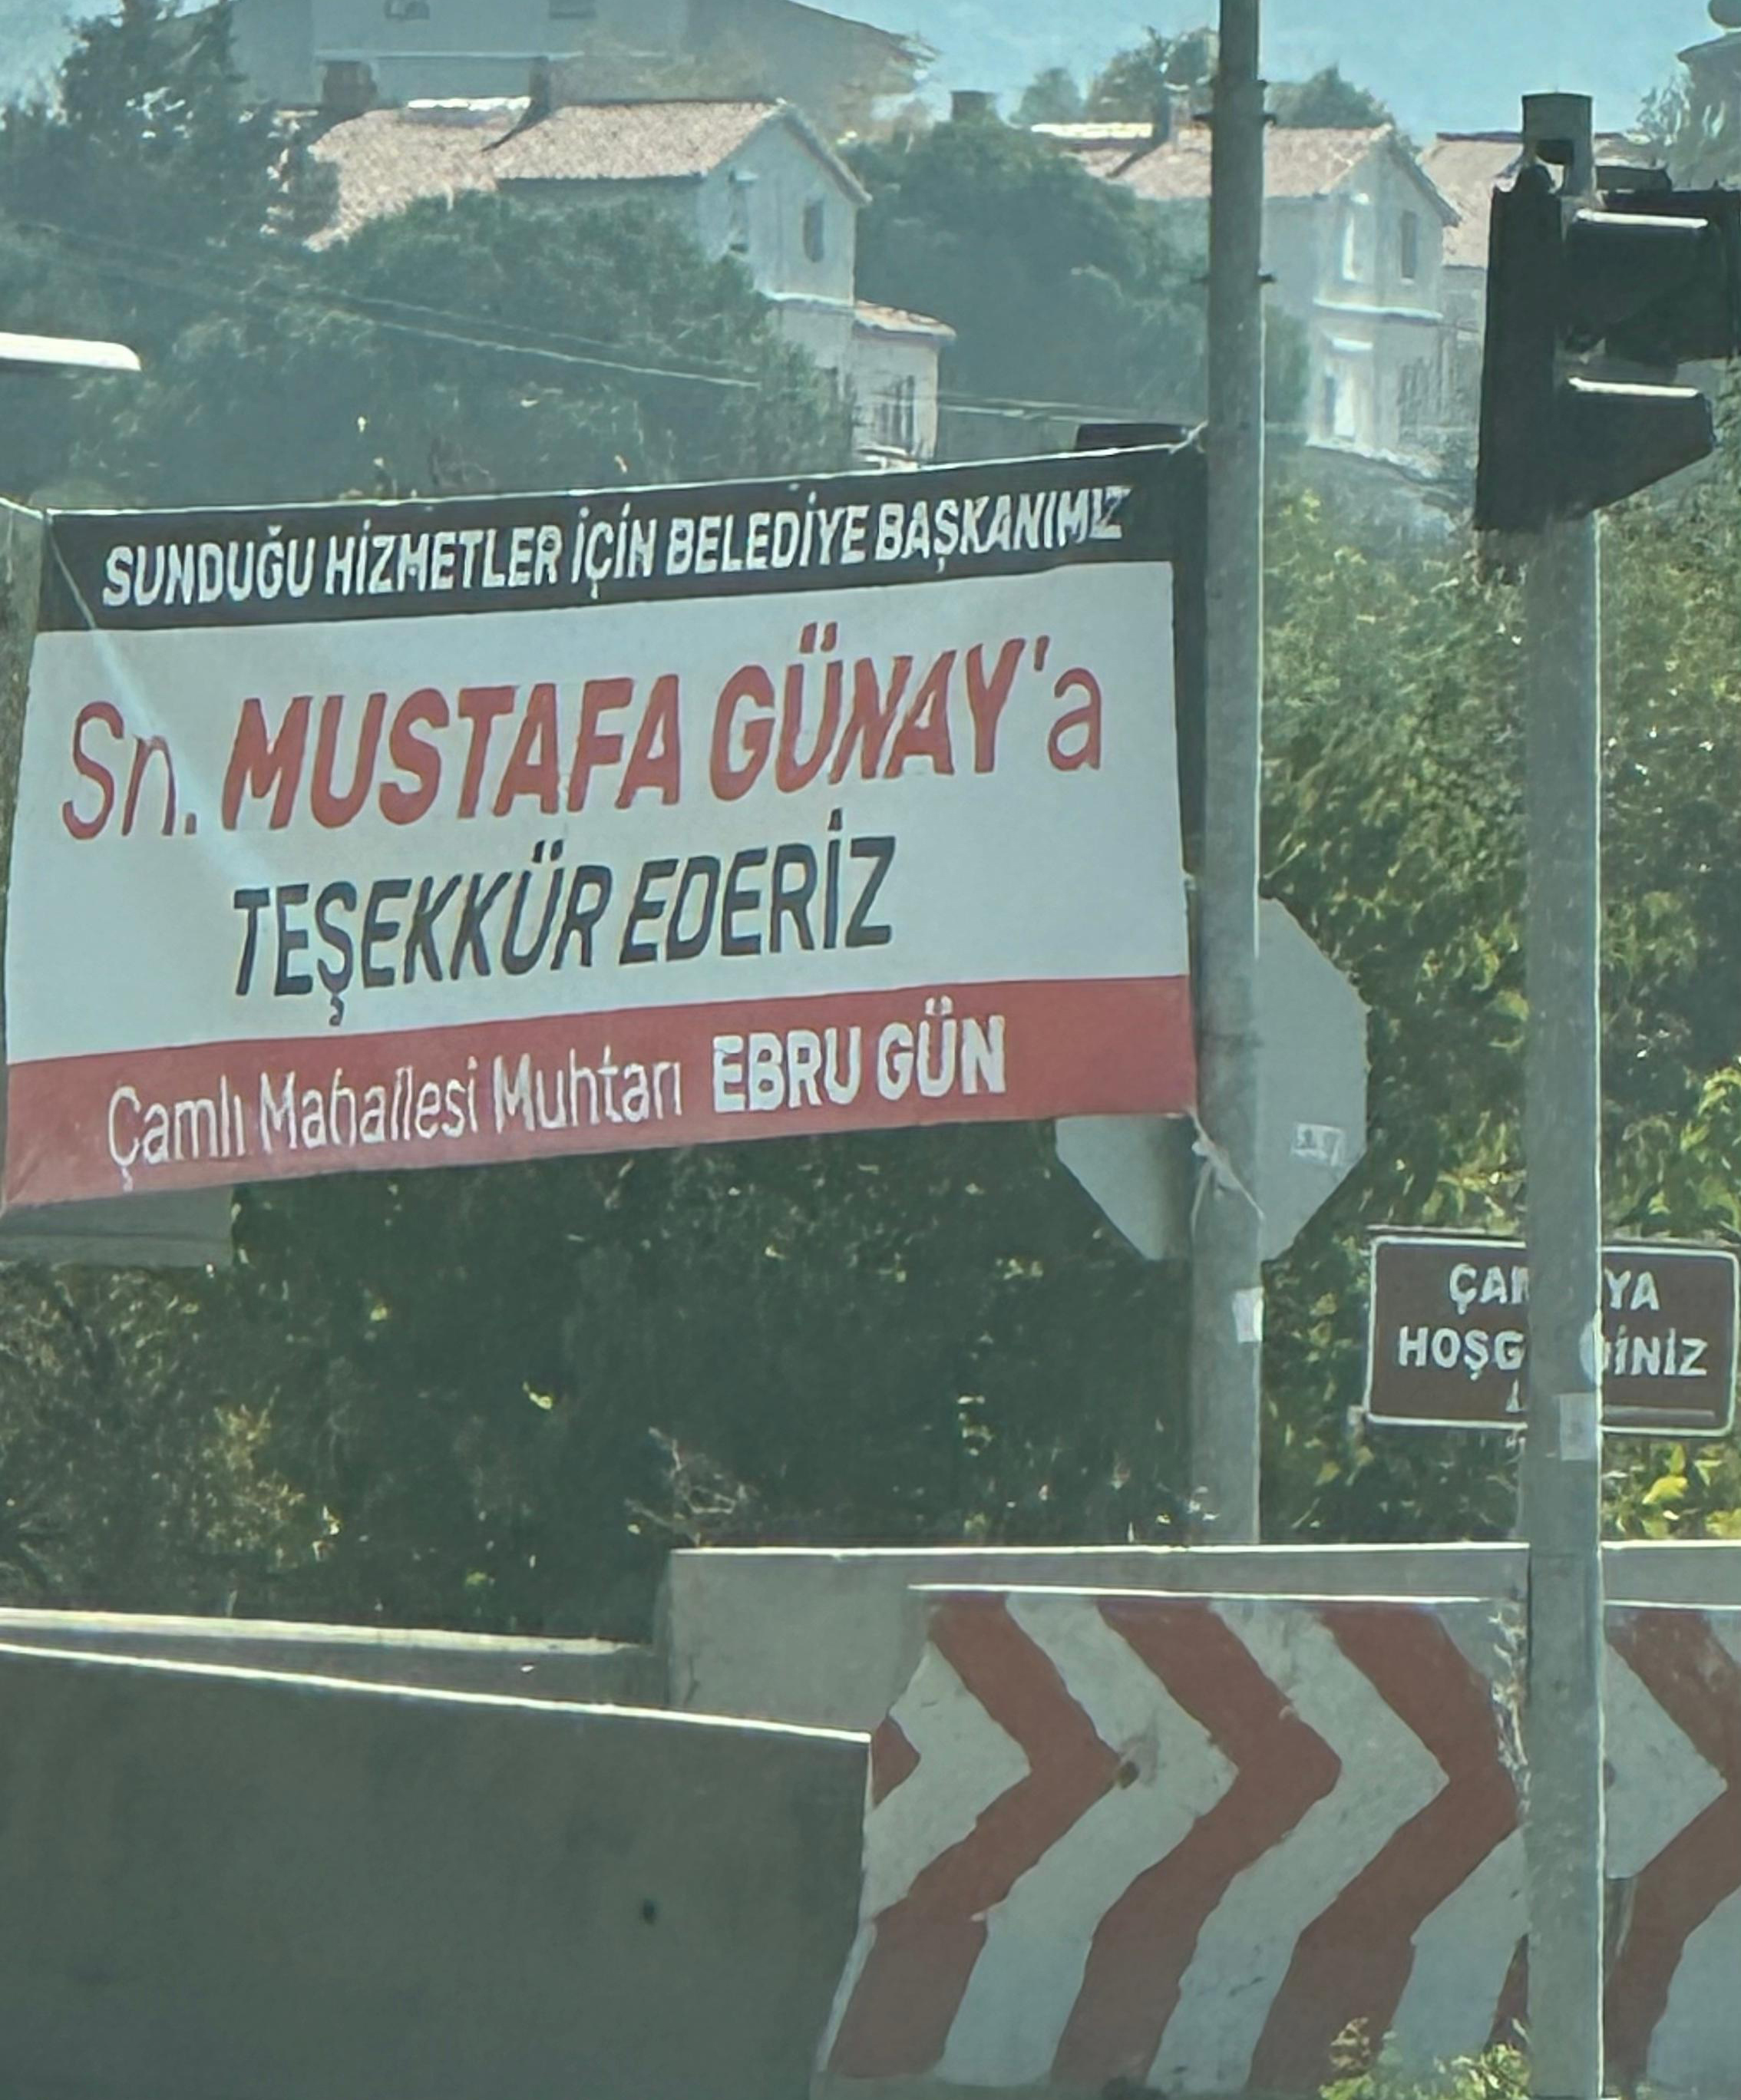 SUNDUĞU HİZMETLER İÇİN BELEDİYE BAŞKANIMIZ
Sn. MUSTAFA GÜNAY'a
TEŞEKKÜR EDERİZ
Çamlı Mahallesi Muhtarı EBRU GÜN